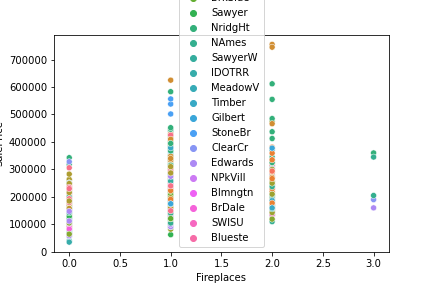 Sawyer
NridgHt
NAmes
SawyerW
IDOTRR
MeadowV
Timber
Gilbert
StoneBr
ClearCr
Edwards
NPkVill
Blmngtn
BrDale
SWISU
Blueste
700000
600000
500000
400000
300000
200000
100000
0
0.0 0.5 1.0 1.5 2.0 2.5 3.0
Fireplaces